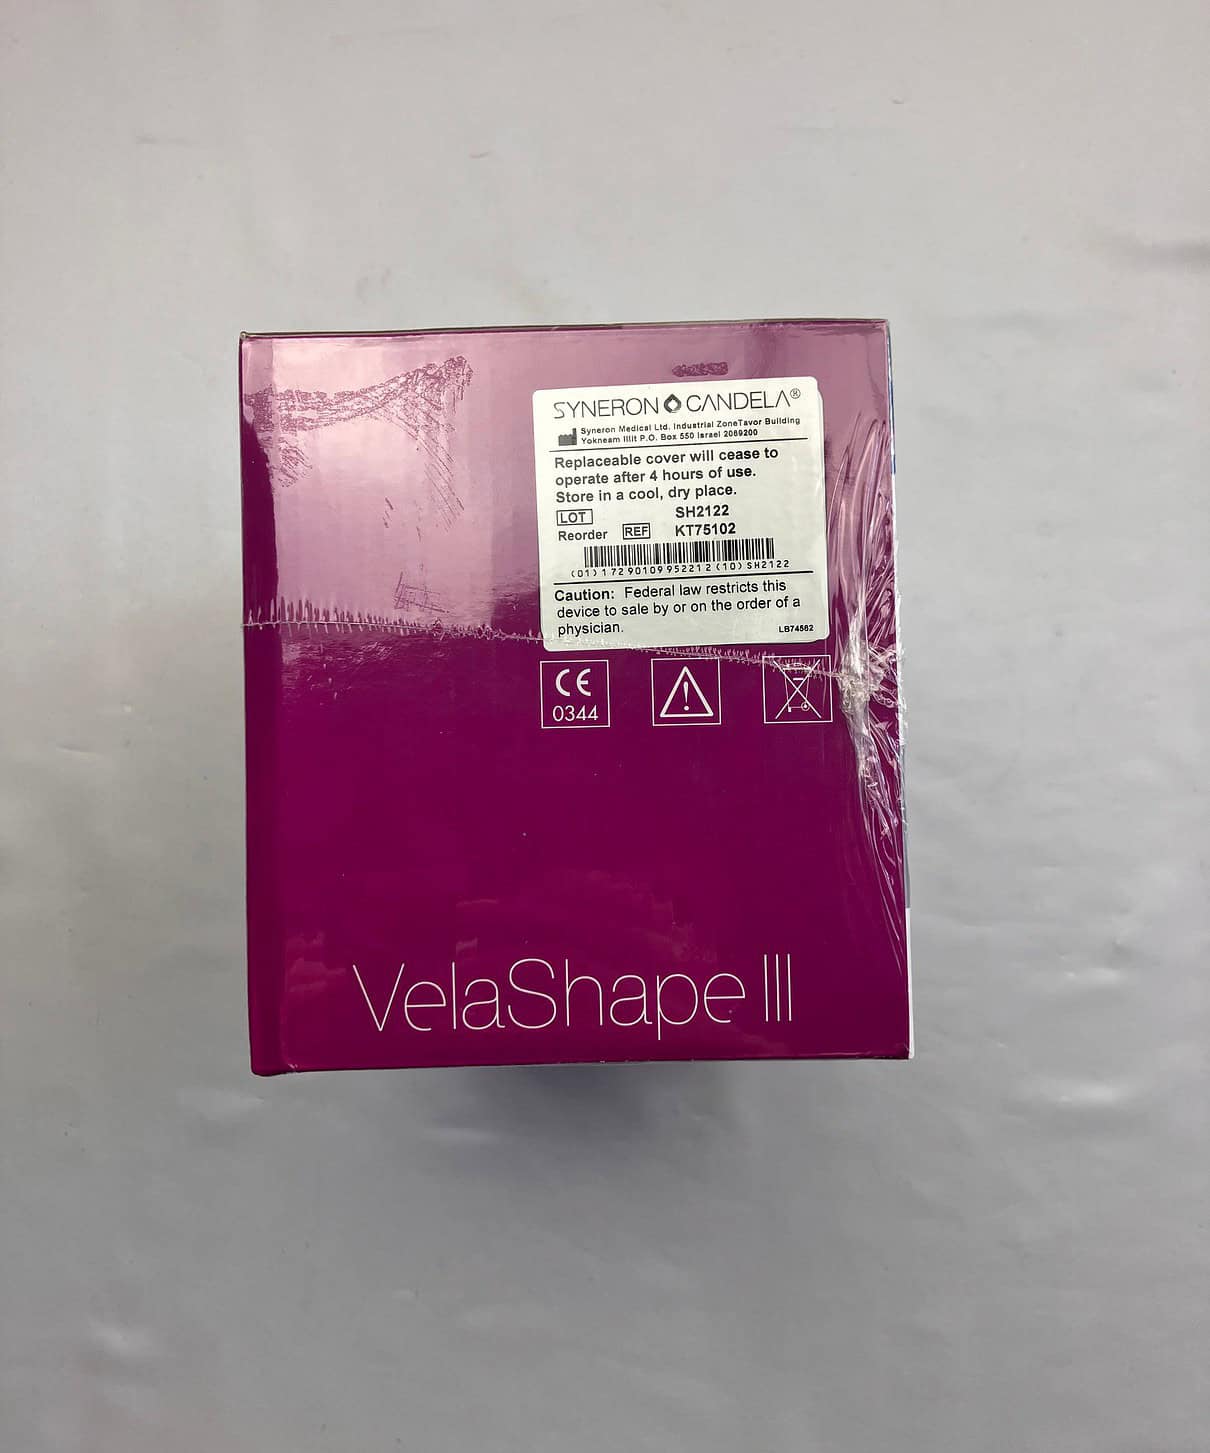 SYNERON CANDELA®
Syneron Medical Ltd. Industrial ZoneTavor Building
Yokneam Illit P.O. Box 550 Israel 2069200
Replaceable cover will cease to
operate after 4 hours of use.
Store in a cool, dry place.
LOT SH2122
Reorder REF KT75102
(01)17290109952212(10)SH2122
Caution: Federal law restricts this
device to sale by or on the order of a
physician.
LB74562
CE
0344
VelaShape III